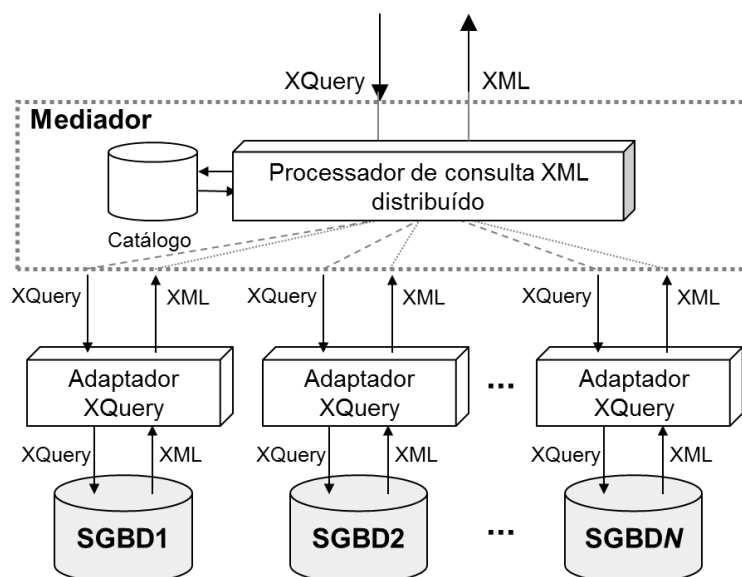 XQuery XML
Mediador
Processador de consulta XML
distribuído
Catálogo
XQuery XML XQuery XML XQuery XML
Adaptador
XQuery
Adaptador
XQuery
...
Adaptador
XQuery
XQuery XML XQuery XML XQuery XML
SGBD1 SGBD2 ... SGBDN